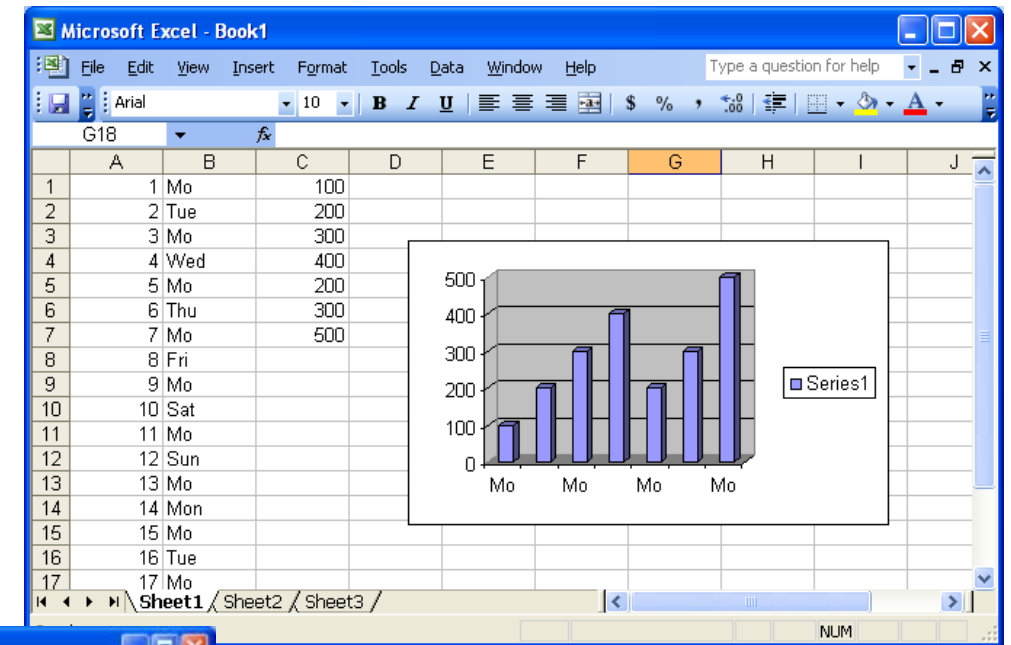 Microsoft Excel - Book1
File Edit View Insert Format Tools Data Window Help Type a question for help
Arial 10 B I U $ % ,
G18 fx
A B C D E F G H I J
1 1 Mo 100
2 2 Tue 200
3 3 Mo 300
4 4 Wed 400
5 5 Mo 200
6 6 Thu 300
7 7 Mo 500
8 8 Fri
9 9 Mo
10 10 Sat
11 11 Mo
12 12 Sun
13 13 Mo
14 14 Mon
15 15 Mo
16 16 Tue
17 17 Mo
500
400
300
200
100
0
Mo Mo Mo Mo
Series1
Sheet1 Sheet2 Sheet3
NUM